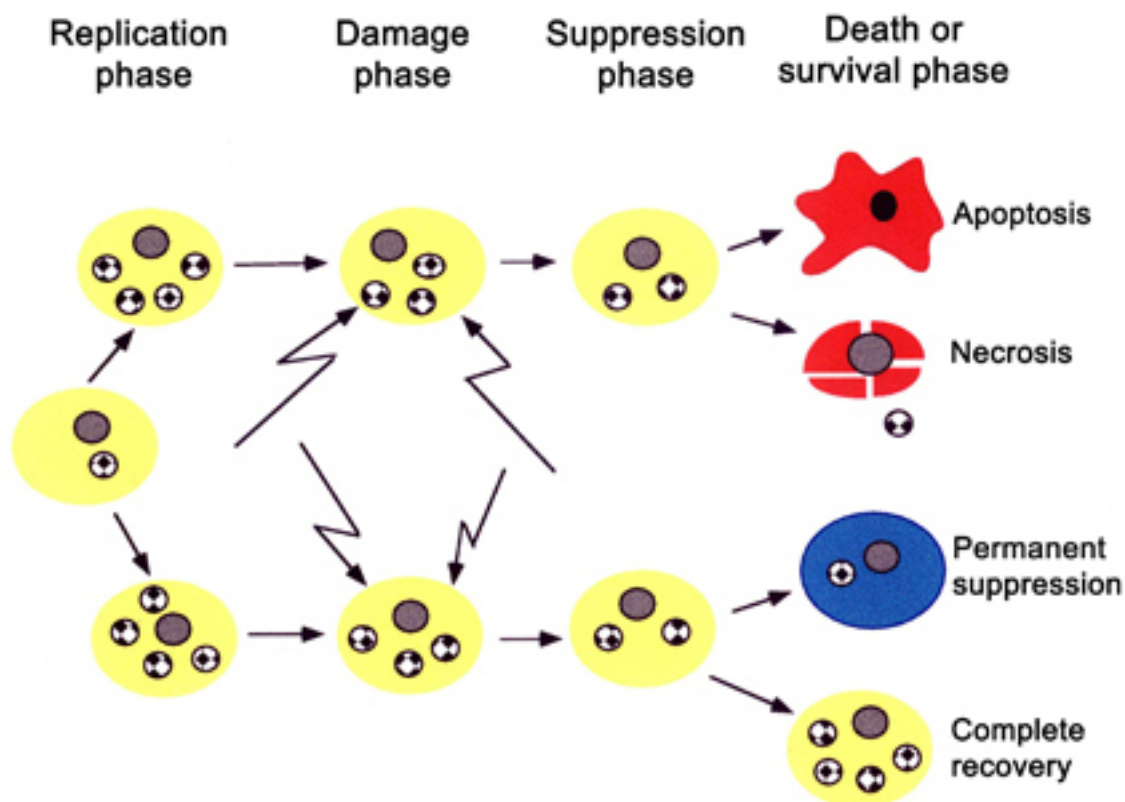 Replication
phase
Damage
phase
Suppression
phase
Death or
survival phase
Apoptosis
Necrosis
Permanent
suppression
Complete
recovery